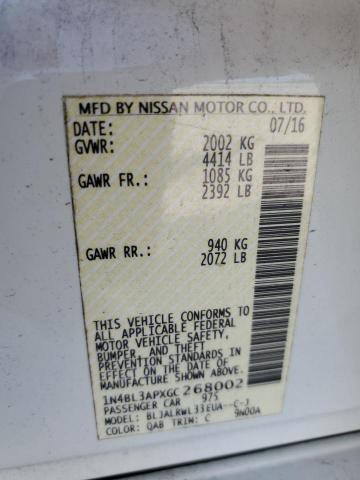 MFD BY NISSAN MOTOR CO., LTD.
DATE: 07/16
GVWR: 2002 KG
4414 LB
GAWR FR.: 1085 KG
2392 LB
GAWR RR.: 940 KG
2072 LB
THIS VEHICLE CONFORMS TO
ALL APPLICABLE FEDERAL
MOTOR VEHICLE SAFETY,
BUMPER, AND THEFT
PREVENTION STANDARDS IN
EFFECT ON THE DATE OF
MANUFACTURE SHOWN ABOVE.
1N4BL3APXGC268002
PASSENGER CAR 975
MODEL: BLJALRWL33EUA--C-J
COLOR: QAB TRIM: C 9N00A